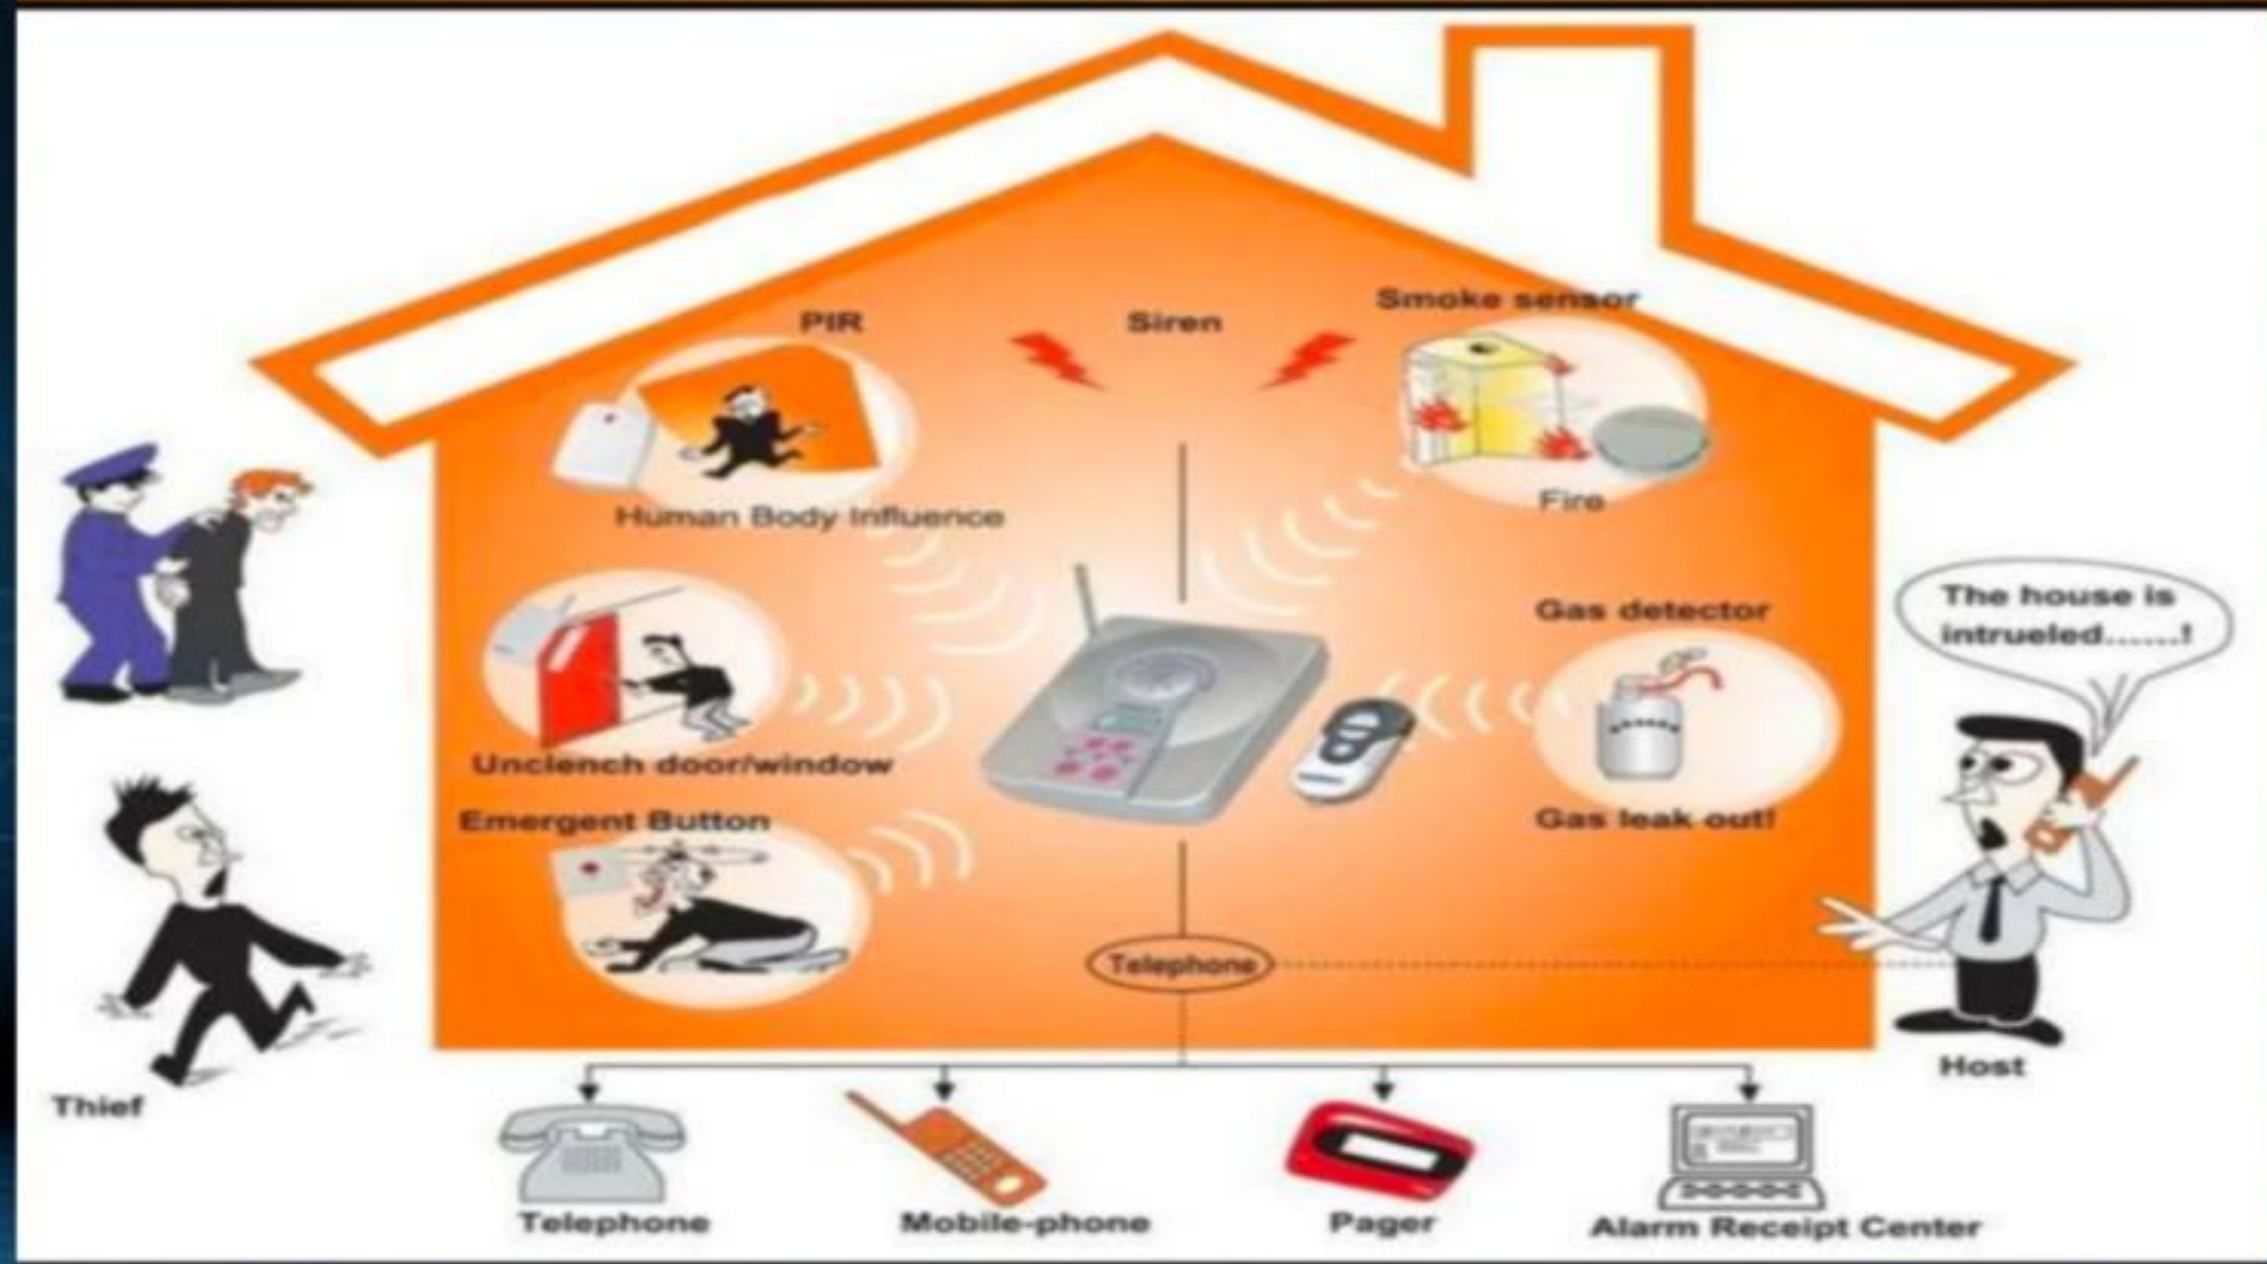 PIR
Siren
Smoke sensor
Human Body Influence
Fire
Gas detector
The house is
intrueled......!
Unclench door/window
Emergent Button
Gas leak out!
Telephone
Host
Thief
Telephone
Mobile-phone
Pager
Alarm Receipt Center